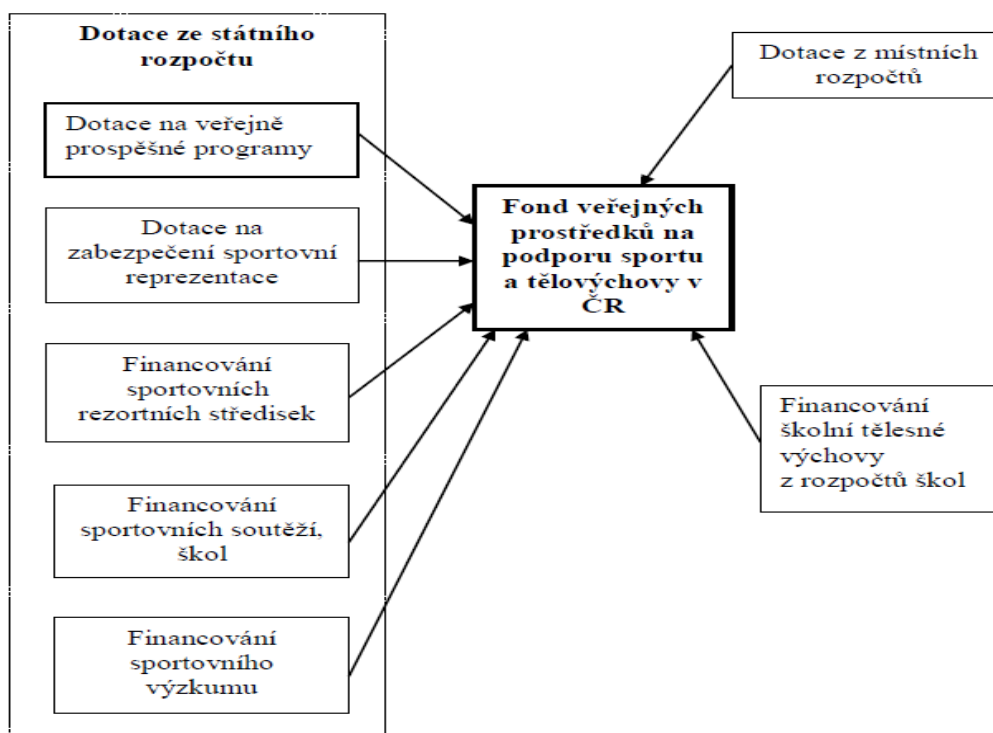 Dotace ze státního
rozpočtu
Dotace na veřejně
prospěšné programy
Dotace na
zabezpečení sportovní
reprezentace
Financování
sportovních
rezortních středisek
Financování
sportovních soutěží,
škol
Financování
sportovního
výzkumu
Fond veřejných
prostředků na
podporu sportu
a tělovýchovy v
ČR
Dotace z místních
rozpočtů
Financování
školní tělesné
výchovy
z rozpočtů škol